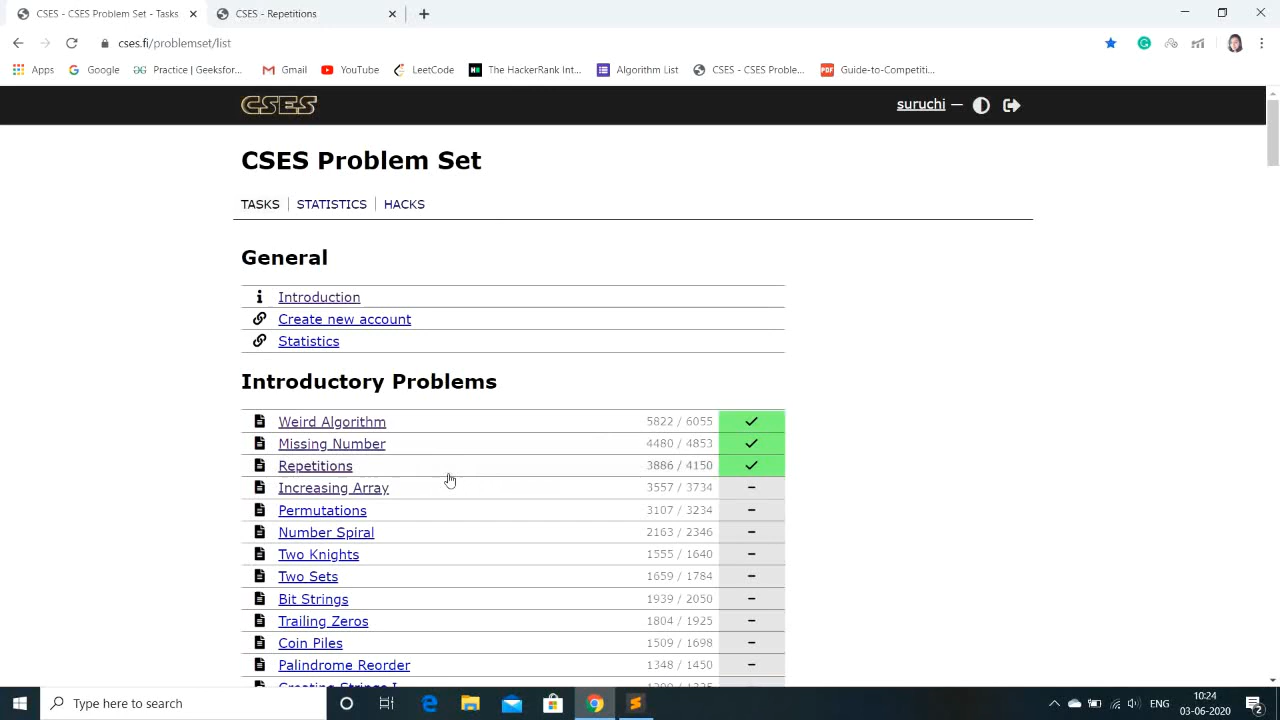 CSES - CSES Problem Set - Tasks
CSES - Repetitions
cses.fi/problemset/list
Apps
Google
Practice | Geeksfor...
Gmail
YouTube
LeetCode
The HackerRank Int...
Algorithm List
CSES - CSES Proble...
Guide-to-Competiti...
CSES
suruchi —
CSES Problem Set
TASKS | STATISTICS | HACKS
General
Introduction
Create new account
Statistics
Introductory Problems
Weird Algorithm 5822 / 6055
Missing Number 4480 / 4853
Repetitions 3886 / 4150
Increasing Array 3557 / 3734 –
Permutations 3107 / 3234 –
Number Spiral 2163 / 2346 –
Two Knights 1555 / 1640 –
Two Sets 1659 / 1784 –
Bit Strings 1939 / 2050 –
Trailing Zeros 1804 / 1925 –
Coin Piles 1509 / 1698 –
Palindrome Reorder 1348 / 1450 –
Creating Strings I
Type here to search
ENG
10:24
03-06-2020
2